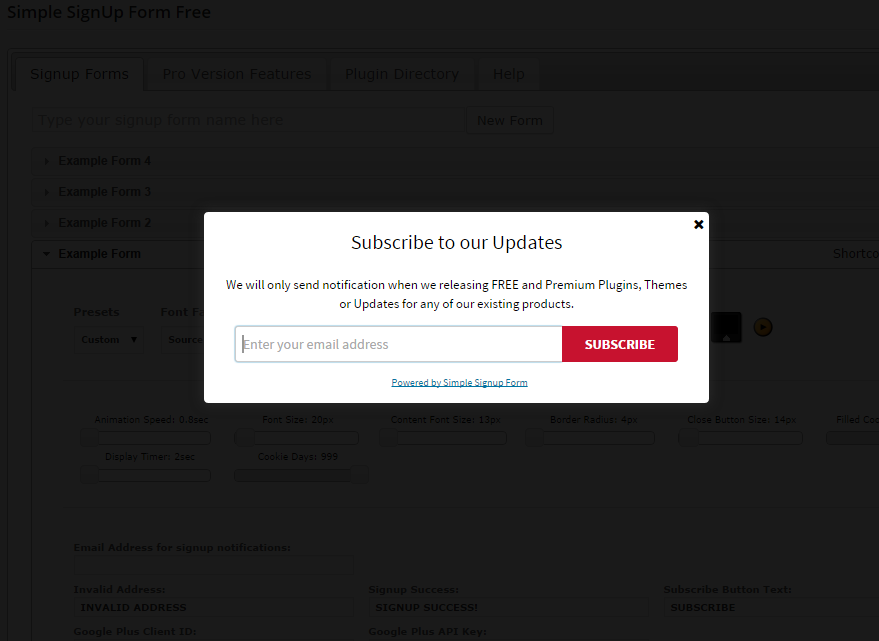 Simple SignUp Form Free
Signup Forms
Pro Version Features
Plugin Directory
Help
Type your signup form name here
New Form
Example Form 4
Example Form 3
Example Form 2
Example Form
Shortco
Subscribe to our Updates
We will only send notification when we releasing FREE and Premium Plugins, Themes
or Updates for any of our existing products.
Enter your email address
SUBSCRIBE
Powered by Simple Signup Form
Presets
Font Fa
Custom
Source
Animation Speed: 0.8sec
Font Size: 20px
Content Font Size: 13px
Border Radius: 4px
Close Button Size: 14px
Filled Coo
Display Timer: 2sec
Cookie Days: 999
Email Address for signup notifications:
Invalid Address:
Signup Success:
Subscribe Button Text:
INVALID ADDRESS
SIGNUP SUCCESS!
SUBSCRIBE
Google Plus Client ID:
Google Plus API Key: